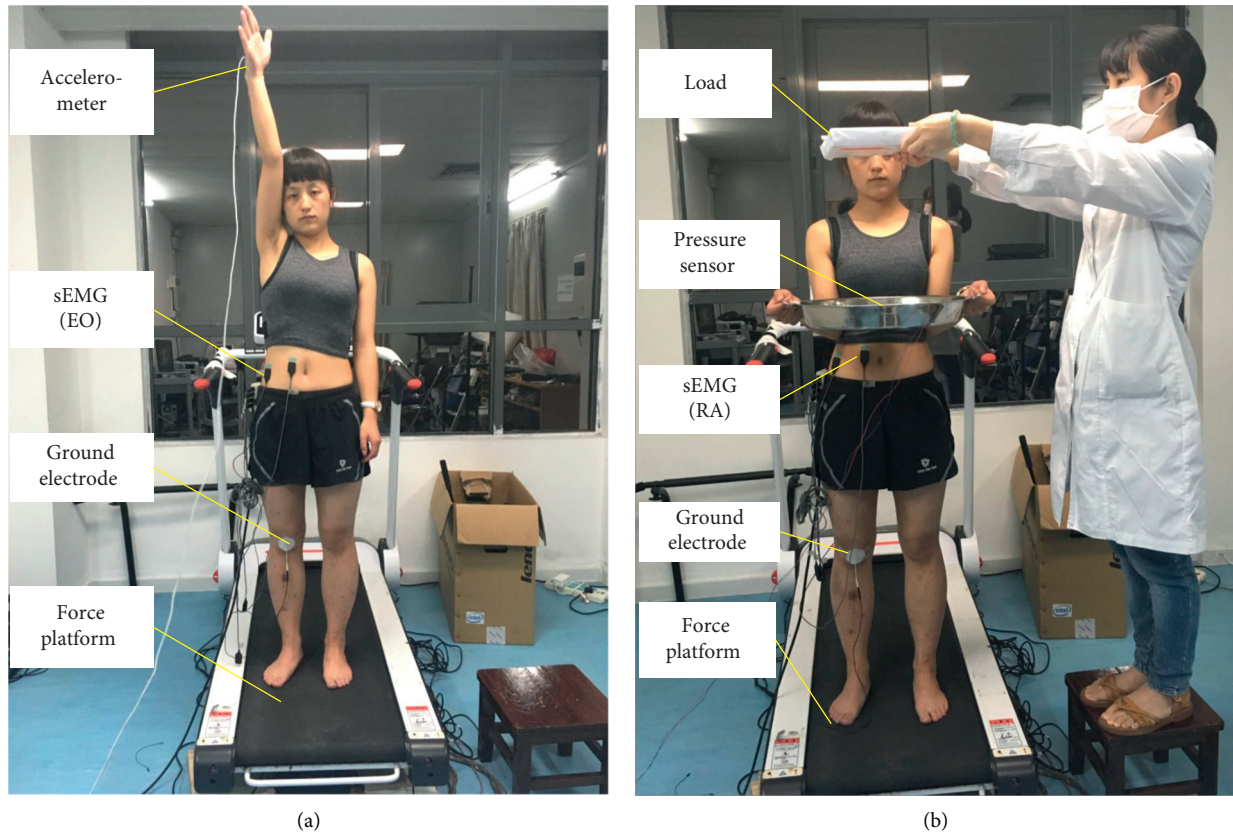 Accelero-
meter
sEMG
(EO)
Ground
electrode
Force
platform
(a)
Load
Pressure
sensor
sEMG
(RA)
Ground
electrode
Force
platform
(b)